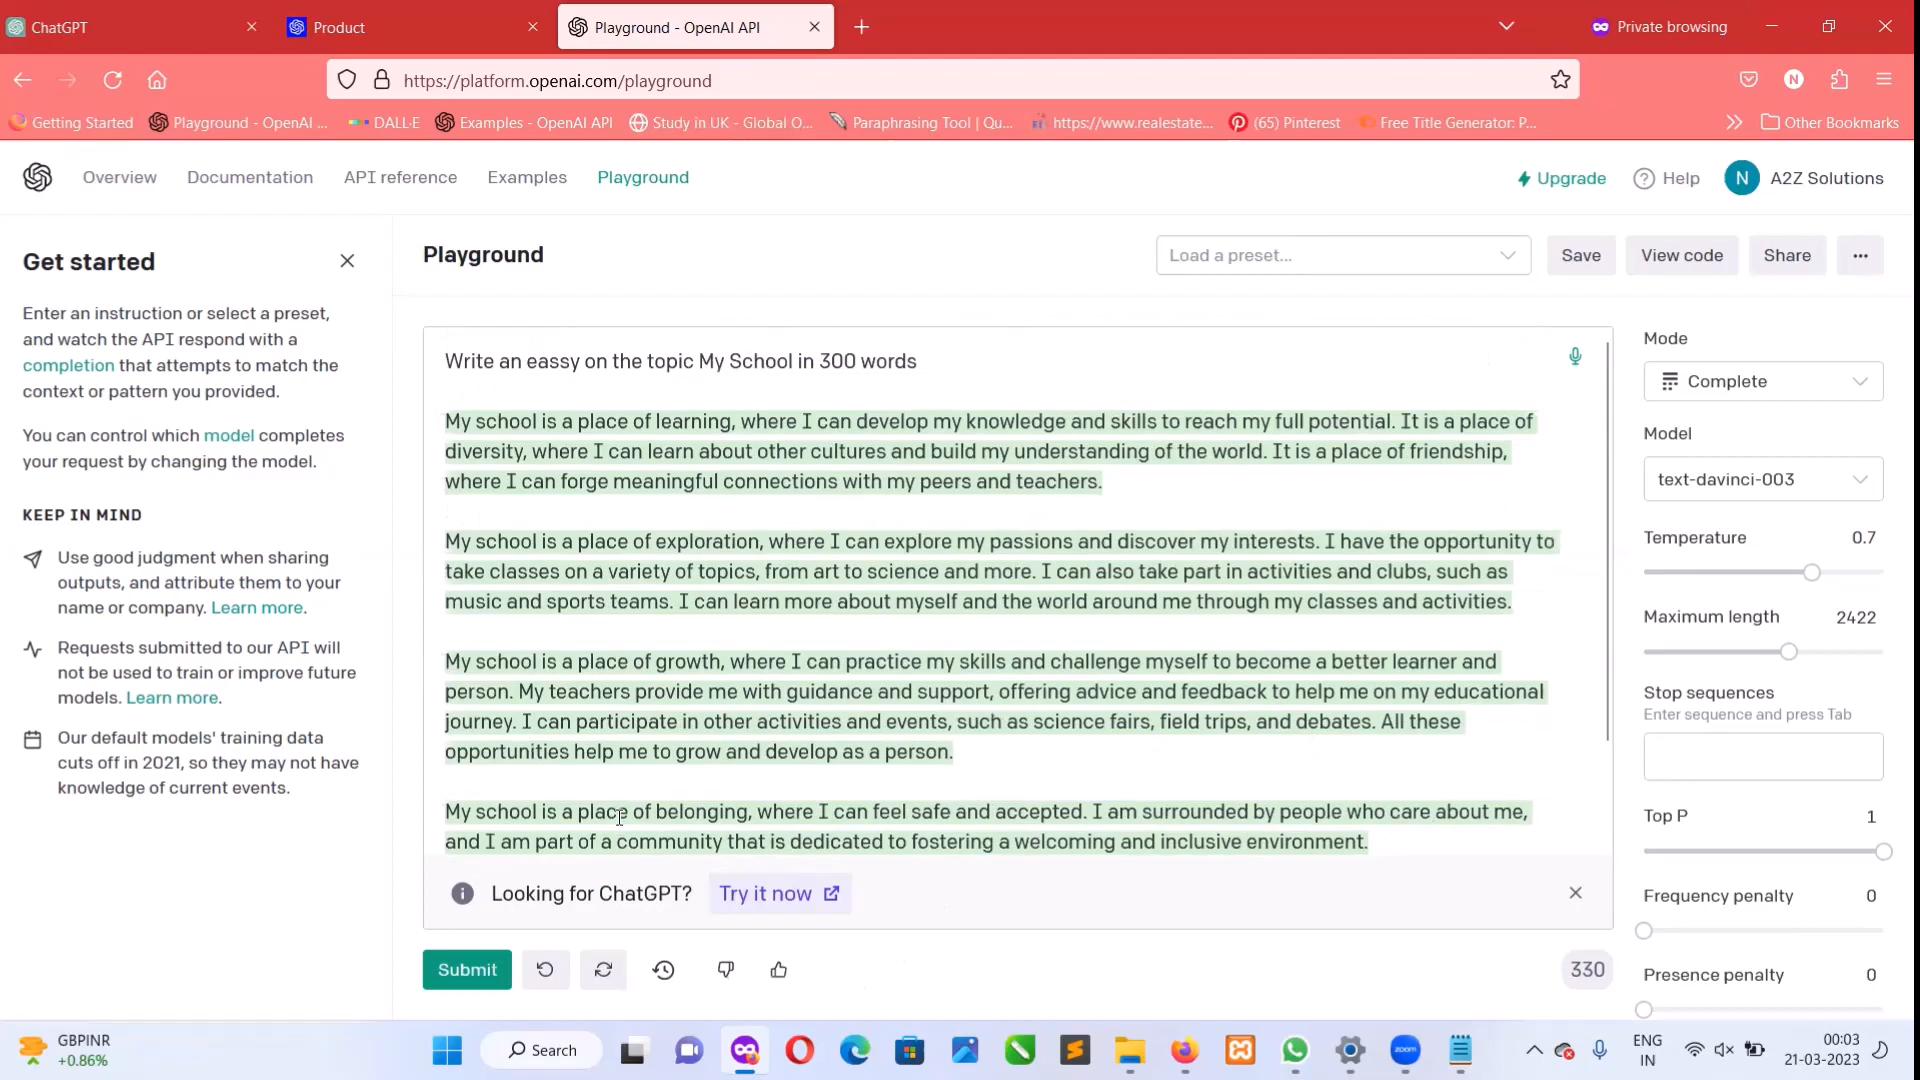 ChatGPT
Product
Playground - OpenAI API
Private browsing
https://platform.openai.com/playground
Getting Started
Playground - OpenAI ...
DALL·E
Examples - OpenAI API
Study in UK - Global O...
Paraphrasing Tool | Qu...
https://www.realestate...
(65) Pinterest
Free Title Generator: P...
Other Bookmarks
Overview
Documentation
API reference
Examples
Playground
Upgrade
Help
N
A2Z Solutions
Get started
Enter an instruction or select a preset,
and watch the API respond with a
completion that attempts to match the
context or pattern you provided.
You can control which model completes
your request by changing the model.
KEEP IN MIND
Use good judgment when sharing
outputs, and attribute them to your
name or company. Learn more.
Requests submitted to our API will
not be used to train or improve future
models. Learn more.
Our default models' training data
cuts off in 2021, so they may not have
knowledge of current events.
Playground
Load a preset...
Save
View code
Share
Write an eassy on the topic My School in 300 words
My school is a place of learning, where I can develop my knowledge and skills to reach my full potential. It is a place of
diversity, where I can learn about other cultures and build my understanding of the world. It is a place of friendship,
where I can forge meaningful connections with my peers and teachers.
My school is a place of exploration, where I can explore my passions and discover my interests. I have the opportunity to
take classes on a variety of topics, from art to science and more. I can also take part in activities and clubs, such as
music and sports teams. I can learn more about myself and the world around me through my classes and activities.
My school is a place of growth, where I can practice my skills and challenge myself to become a better learner and
person. My teachers provide me with guidance and support, offering advice and feedback to help me on my educational
journey. I can participate in other activities and events, such as science fairs, field trips, and debates. All these
opportunities help me to grow and develop as a person.
My school is a place of belonging, where I can feel safe and accepted. I am surrounded by people who care about me,
and I am part of a community that is dedicated to fostering a welcoming and inclusive environment.
Looking for ChatGPT?
Try it now
Submit
330
Mode
Complete
Model
text-davinci-003
Temperature 0.7
Maximum length 2422
Stop sequences
Enter sequence and press Tab
Top P 1
Frequency penalty 0
Presence penalty 0
GBPINR
+0.86%
Search
zoom
ENG
IN
00:03
21-03-2023